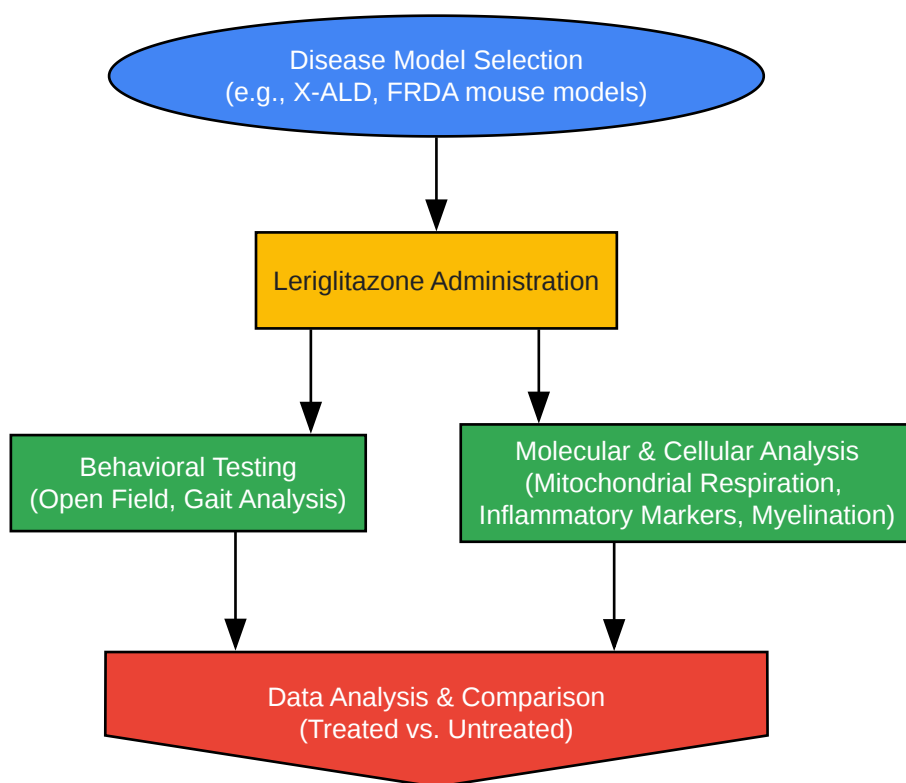 Disease Model Selection
(e.g., X-ALD, FRDA mouse models)
Leriglitazone Administration
Behavioral Testing
(Open Field, Gait Analysis)
Molecular & Cellular Analysis
(Mitochondrial Respiration,
Inflammatory Markers, Myelination)
Data Analysis & Comparison
(Treated vs. Untreated)